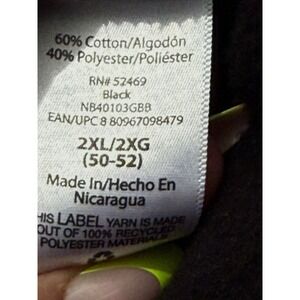 60% Cotton/Algodón
40% Polyester/Poliéster
RN# 52469
Black
NB40103GBB
EAN/UPC 8 80967098479
2XL/2XG
(50-52)
Made In/Hecho En
Nicaragua
HIS LABEL YARN IS MADE
OUT OF 100% RECYCLED
POLYESTER MATERIALS